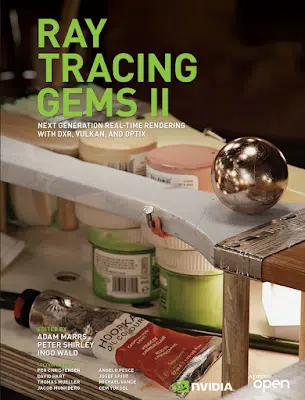 RAY
TRACING
GEMS II
NEXT GENERATION REAL-TIME RENDERING
WITH DXR, VULKAN, AND OPTIX
EDITED BY
ADAM MARRS
PETER SHIRLEY
INGO WALD
PER CHRISTENSEN
DAVID HART
THOMAS MUELLER
JACOB MUNKBERG
ANGELO PESCE
JOSEF SPJUT
MICHAEL VANCE
CEM YUKSEL
NVIDIA
open